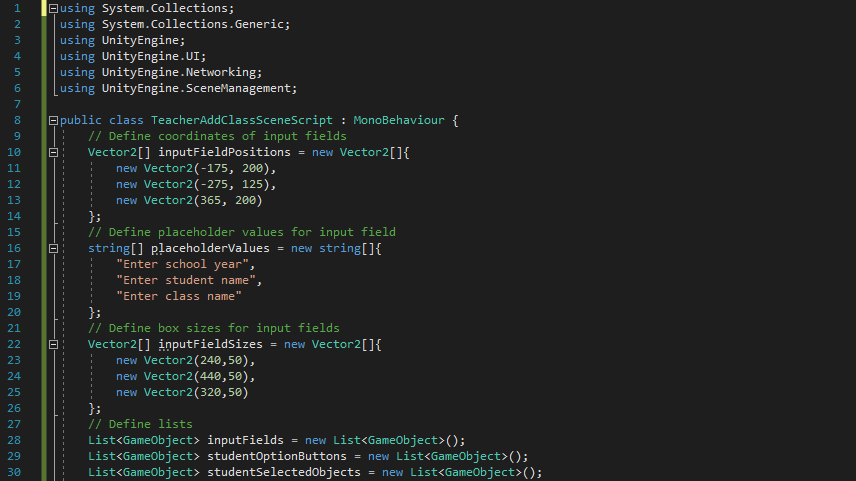 1 using System.Collections;
2 using System.Collections.Generic;
3 using UnityEngine;
4 using UnityEngine.UI;
5 using UnityEngine.Networking;
6 using UnityEngine.SceneManagement;
7
8 public class TeacherAddClassSceneScript : MonoBehaviour {
9 // Define coordinates of input fields
10 Vector2[] inputFieldPositions = new Vector2[]{
11 new Vector2(-175, 200),
12 new Vector2(-275, 125),
13 new Vector2(365, 200)
14 };
15 // Define placeholder values for input field
16 string[] placeholderValues = new string[]{
17 "Enter school year",
18 "Enter student name",
19 "Enter class name"
20 };
21 // Define box sizes for input fields
22 Vector2[] inputFieldSizes = new Vector2[]{
23 new Vector2(240,50),
24 new Vector2(440,50),
25 new Vector2(320,50)
26 };
27 // Define lists
28 List<GameObject> inputFields = new List<GameObject>();
29 List<GameObject> studentOptionButtons = new List<GameObject>();
30 List<GameObject> studentSelectedObjects = new List<GameObject>();